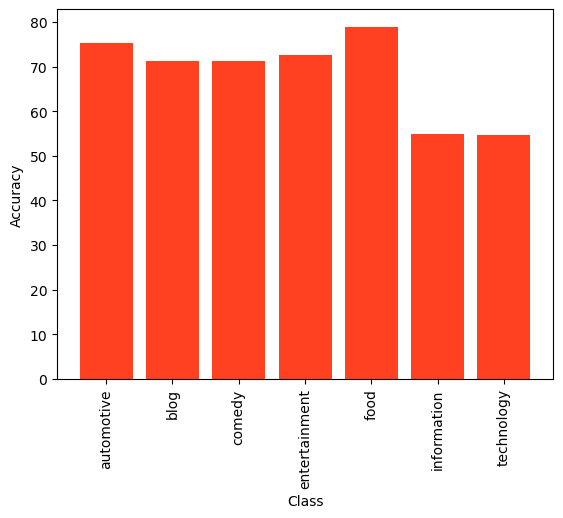 80
70
60
50
40
30
20
10
0
Accuracy
automotive
blog
comedy
entertainment
food
information
technology
Class